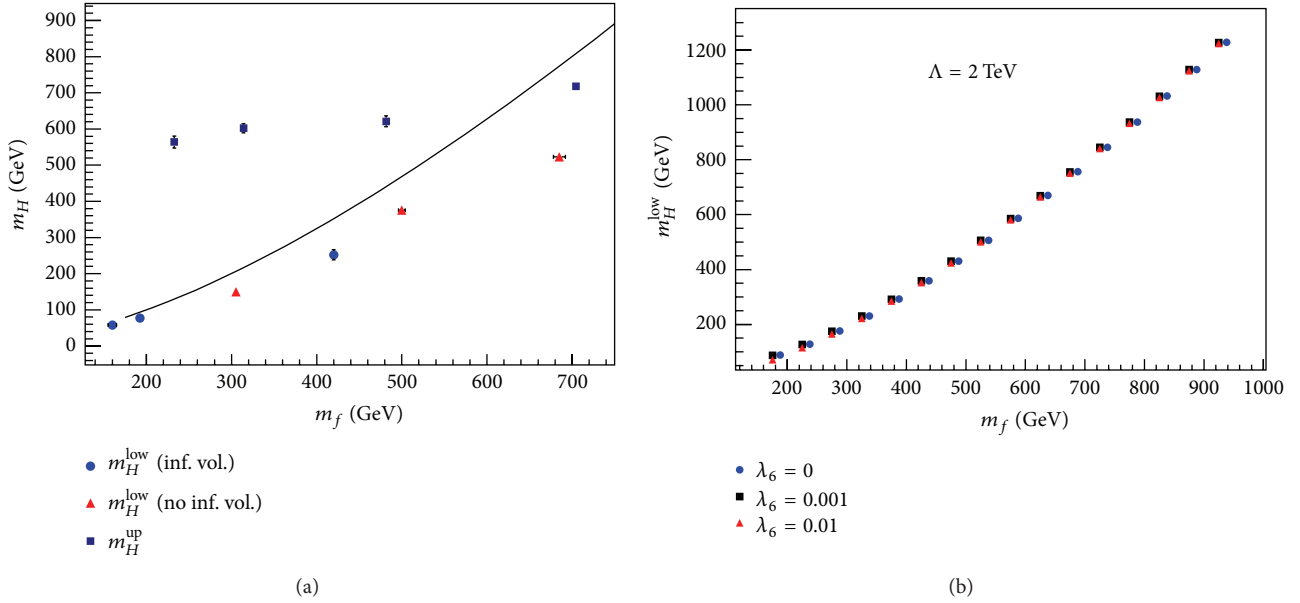 900
800
700
600
500
400
300
200
100
0
m_H (GeV)
200 300 400 500 600 700
m_f (GeV)
m_H^low (inf. vol.)
m_H^low (no inf. vol.)
m_H^up
(a)
Λ = 2 TeV
1200
1000
800
600
400
200
m_H^low (GeV)
200 300 400 500 600 700 800 900 1000
m_f (GeV)
λ_6 = 0
λ_6 = 0.001
λ_6 = 0.01
(b)